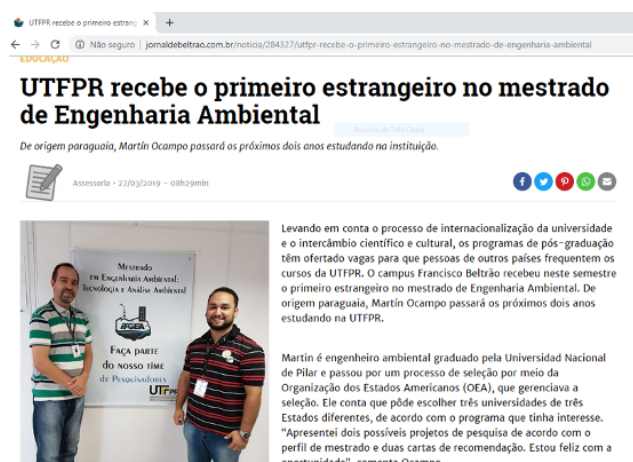 UTFPR recebe o primeiro estrang
Não seguro | jornaldebeltrao.com.br/noticia/284327/utfpr-recebe-o-primeiro-estrangeiro-no-mestrado-de-engenharia-ambiental
EDUCAÇÃO
UTFPR recebe o primeiro estrangeiro no mestrado
de Engenharia Ambiental
De origem paraguaia, Martín Ocampo passará os próximos dois anos estudando na instituição.
Assessoria - 27/03/2019 - 08h29min
Levando em conta o processo de internacionalização da universidade
e o intercâmbio científico e cultural, os programas de pós-graduação
têm ofertado vagas para que pessoas de outros países frequentem os
cursos da UTFPR. O campus Francisco Beltrão recebeu neste semestre
o primeiro estrangeiro no mestrado de Engenharia Ambiental. De
origem paraguaia, Martín Ocampo passará os próximos dois anos
estudando na UTFPR.
Martin é engenheiro ambiental graduado pela Universidad Nacional
de Pilar e passou por um processo de seleção por meio da
Organização dos Estados Americanos (OEA), que gerenciava a
seleção. Ele conta que pôde escolher três universidades de três
Estados diferentes, de acordo com o programa que tinha interesse.
“Apresentei dois possíveis projetos de pesquisa de acordo com o
perfil de mestrado e duas cartas de recomendação. Estou feliz com a
oportunidade”, comenta Ocampo.
Mestrado
em Engenharia Ambiental:
Tecnologia e Análise Ambiental
Faça parte
do nosso time
de Pesquisadores
UTFPR